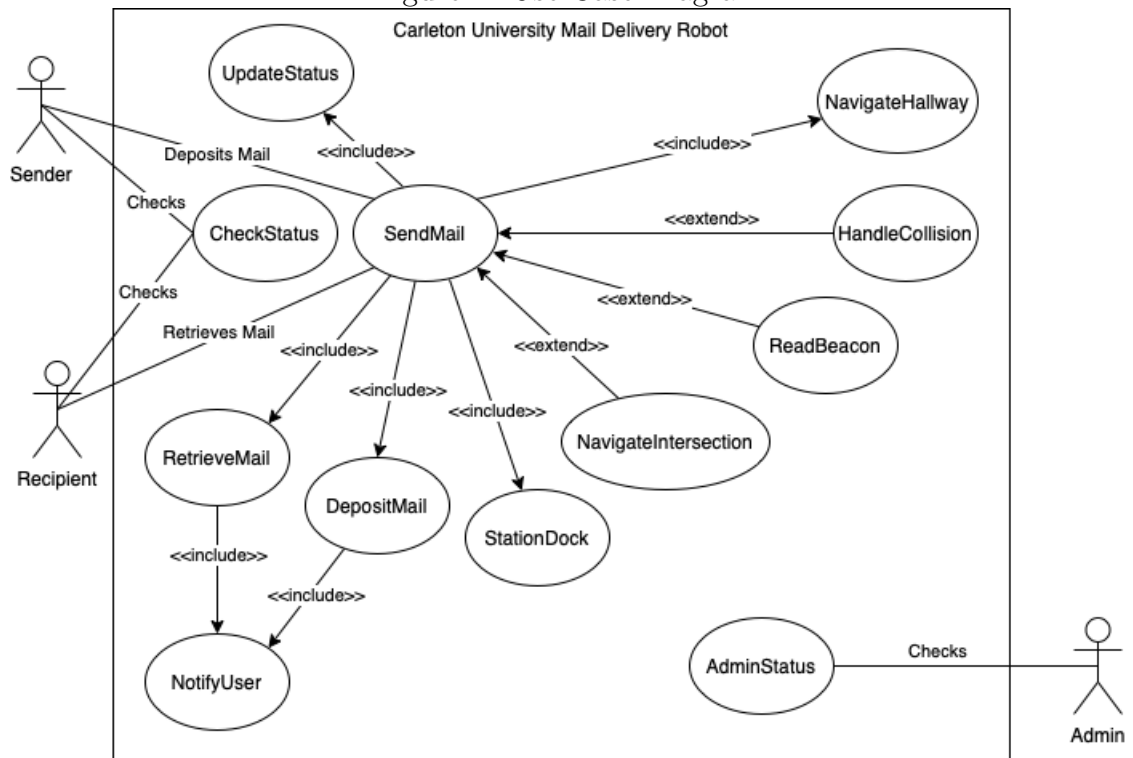 Carleton University Mail Delivery Robot
UpdateStatus
NavigateHallway
<<include>>
<<include>>
Deposits Mail
Sender
Checks
CheckStatus
SendMail
<<extend>>
HandleCollision
Checks
<<extend>>
Retrieves Mail
<<include>>
<<extend>>
ReadBeacon
<<include>>
<<include>>
NavigateIntersection
RetrieveMail
Recipient
DepositMail
StationDock
<<include>>
<<include>>
AdminStatus
Checks
NotifyUser
Admin